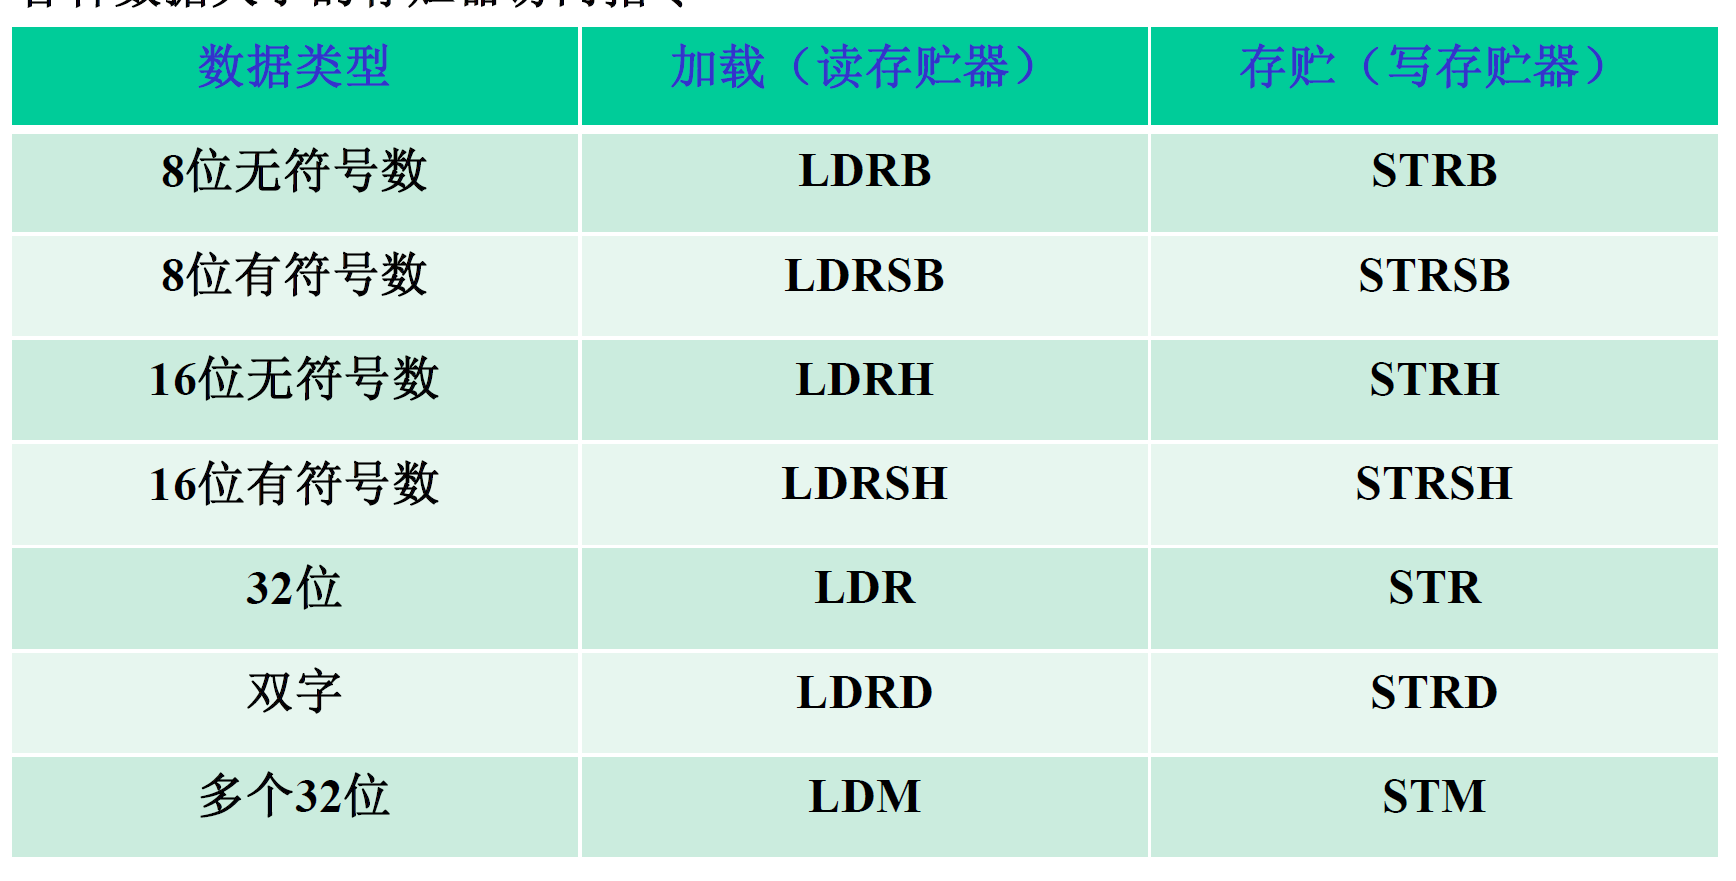 数据类型 加载（读存贮器） 存贮（写存贮器）
8位无符号数 LDRB STRB
8位有符号数 LDRSB STRSB
16位无符号数 LDRH STRH
16位有符号数 LDRSH STRSH
32位 LDR STR
双字 LDRD STRD
多个32位 LDM STM